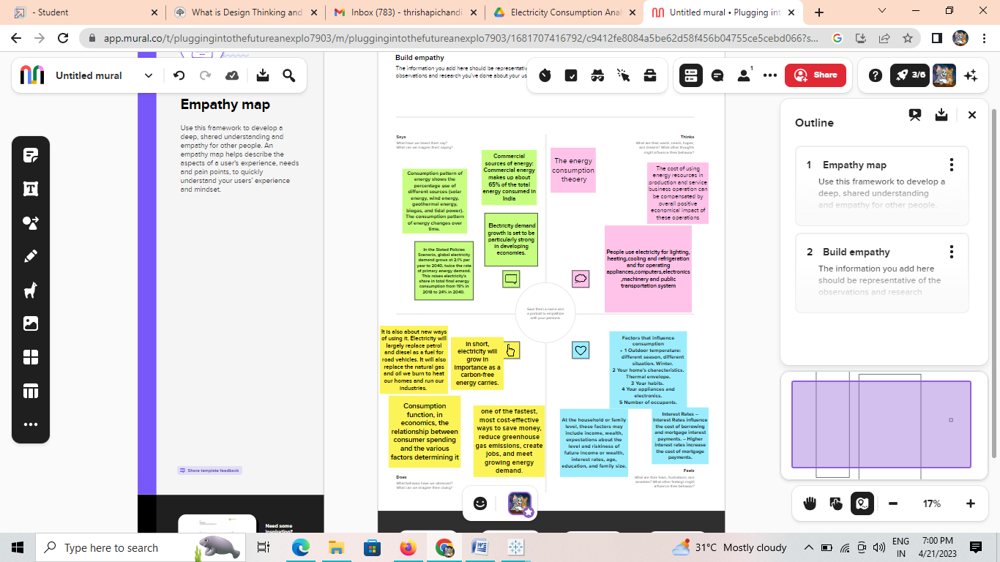 - Student
What is Design Thinking and
Inbox (783) - thrishapichandi
Electricity Consumption Anal
Untitled mural • Plugging int
app.mural.co/t/pluggingintothefutureanexplo7903/m/pluggingintothefutureanexplo7903/1681707416792/c9412fe8084a5be62d58f456b04755ce5cebd066?s...
Untitled mural
1
Share
3/6
Build empathy
The information you add here should be representativ
observations and research you've done about your us
Empathy map
Use this framework to develop a
deep, shared understanding and
empathy for other people. An
empathy map helps describe the
aspects of a user's experience, needs
and pain points, to quickly
understand your users' experience
and mindset.
Share template feedback
Need some
inspiration?
Says
What have we heard them say?
What can we imagine them saying?
Consumption pattern of
energy shows the
percentage use of
different sources (solar
energy, wind energy,
geothermal energy,
biogas, and tidal power).
The consumption pattern
of energy changes over
time.
Commercial
sources of energy:
Commercial energy
makes up about
65% of the total
energy consumed in
India
Electricity demand
growth is set to be
particularly strong
in developing
economies.
In the Stated Policies
Scenario, global electricity
demand grows at 2.1% per
year to 2040, twice the rate
of primary energy demand.
This raises electricity's
share in total final energy
consumption from 19% in
2018 to 24% in 2040.
Thinks
What are their wants, needs, hopes,
and dreams? What other thoughts
might influence their behavior?
The energy
consumption
theoery
The cost of using
energy resources in
production and service
business operation can
be compensated by
overall positive
economical impact of
these operations
People use electricity for lighting,
heating,cooling and refrigeration
and for operating
appliances,computers,electronics
,machinery and public
transportation system
Give them a name and
a portrait to empathize
with your persona.
It is also about new ways
of using it. Electricity will
largely replace petrol
and diesel as a fuel for
road vehicles. It will also
replace the natural gas
and oil we burn to heat
our homes and run our
industries.
In short,
electricity will
grow in
importance as a
carbon-free
energy carries.
Consumption
function, in
economics, the
relationship between
consumer spending
and the various
factors determining it
one of the fastest,
most cost-effective
ways to save money,
reduce greenhouse
gas emissions, create
jobs, and meet
growing energy
demand.
Does
What behavior have we observed?
What can we imagine them doing?
Factors that influence
consumption
• 1 Outdoor temperature:
different season, different
situation. Winter.
2 Your home's characteristics.
Thermal envelope.
3 Your habits.
4 Your appliances and
electronics.
5 Number of occupants.
At the household or family
level, these factors may
include income, wealth,
expectations about the
level and riskiness of
future income or wealth,
interest rates, age,
education, and family size.
Interest Rates –
Interest Rates influence
the cost of borrowing
and mortgage interest
payments. – Higher
interest rates increase
the cost of mortgage
payments.
Feels
What are their fears, frustrations, and
anxieties? What other feelings might
influence their behavior?
Outline
1 Empathy map
Use this framework to develop a
deep, shared understanding
and empathy for other people.
2 Build empathy
The information you add here
should be representative of the
observations and research
17%
Type here to search
31°C Mostly cloudy
ENG
IN
7:00 PM
4/21/2023